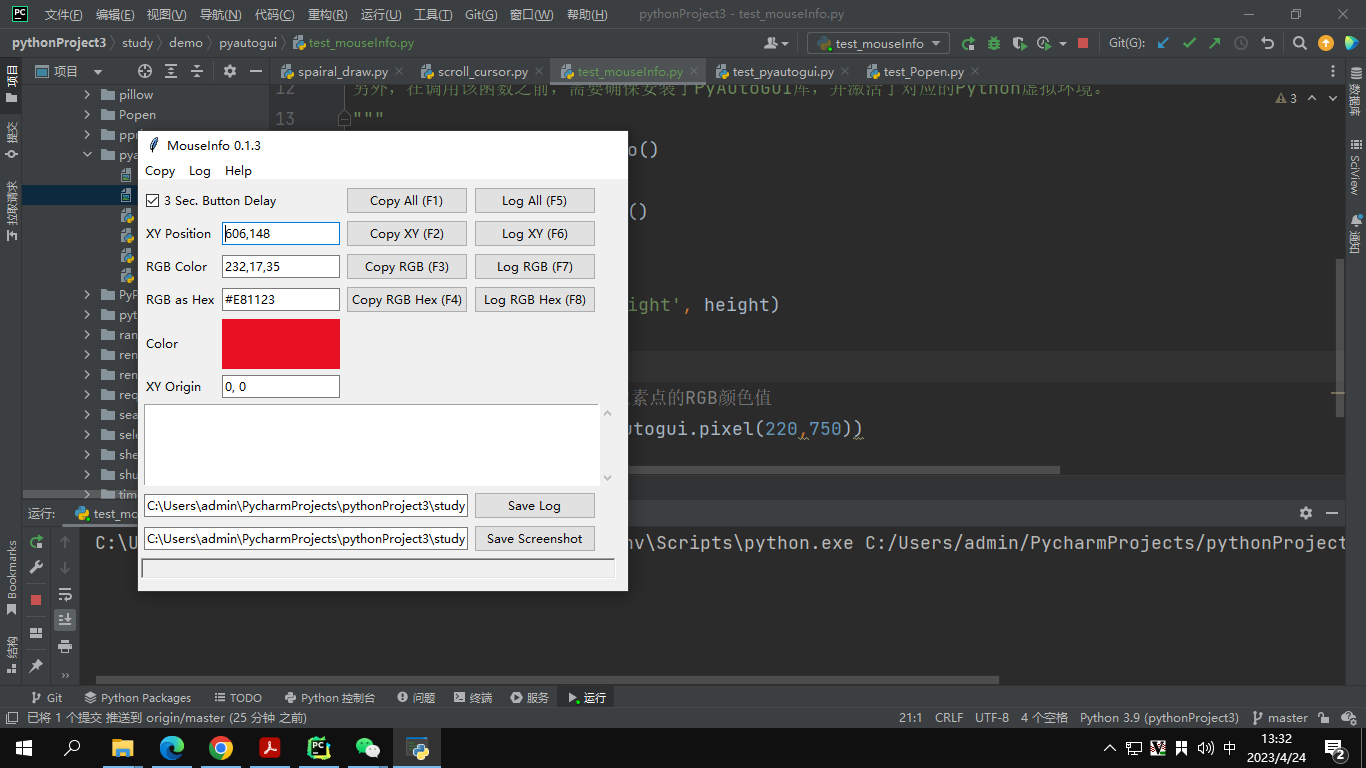 文件(F) 编辑(E) 视图(V) 导航(N) 代码(C) 重构(R) 运行(U) 工具(T) Git(G) 窗口(W) 帮助(H) pythonProject3 - test_mouseInfo.py
pythonProject3 study demo pyautogui test_mouseInfo.py test_mouseInfo Git(G):
项目 spairal_draw.py scroll_cursor.py test_mouseInfo.py test_pyautogui.py test_Popen.py
项目
提交
拉取请求
Bookmarks
结构
pillow
Popen
ppr
pya
PyP
pyt
ran
ren
ren
req
sea
sele
she
shu
time
12 另外，在调用该函数之前，需要确保安装了PyAutoGUI库，并激活了对应的Python虚拟环境。
13 """
3
o()
()
ight', height)
素点的RGB颜色值
utogui.pixel(220,750))
数据库
SciView
通知
MouseInfo 0.1.3
Copy Log Help
3 Sec. Button Delay Copy All (F1) Log All (F5)
XY Position 606,148 Copy XY (F2) Log XY (F6)
RGB Color 232,17,35 Copy RGB (F3) Log RGB (F7)
RGB as Hex #E81123 Copy RGB Hex (F4) Log RGB Hex (F8)
Color
XY Origin 0, 0
C:\Users\admin\PycharmProjects\pythonProject3\study Save Log
C:\Users\admin\PycharmProjects\pythonProject3\study Save Screenshot
运行: test_mo
C:\U nv\Scripts\python.exe C:/Users/admin/PycharmProjects/pythonProject
Git Python Packages TODO Python 控制台 问题 终端 服务 运行
已将 1 个提交 推送到 origin/master (25 分钟 之前) 21:1 CRLF UTF-8 4 个空格 Python 3.9 (pythonProject3) master
中 13:32
2023/4/24 2